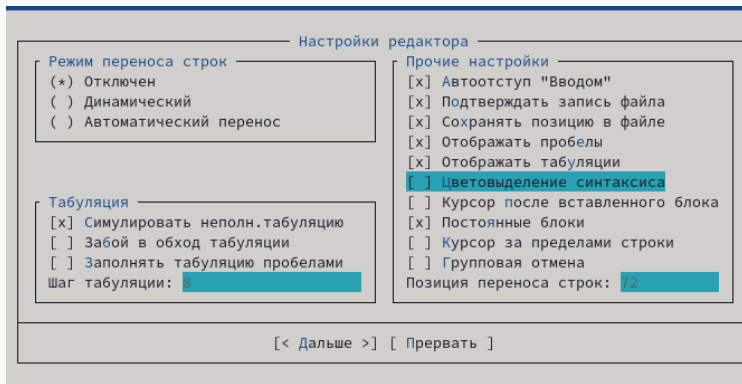 Настройки редактора
Режим переноса строк
(*) Отключен
( ) Динамический
( ) Автоматический перенос
Табуляция
[x] Симулировать неполн.табуляцию
[ ] Забой в обход табуляции
[ ] Заполнять табуляцию пробелами
Шаг табуляции: 8
Прочие настройки
[x] Автоотступ "Вводом"
[x] Подтверждать запись файла
[x] Сохранять позицию в файле
[x] Отображать пробелы
[x] Отображать табуляции
[ ] Цветовыделение синтаксиса
[ ] Курсор после вставленного блока
[x] Постоянные блоки
[ ] Курсор за пределами строки
[ ] Групповая отмена
Позиция переноса строк: 72
[< Дальше >] [ Прервать ]